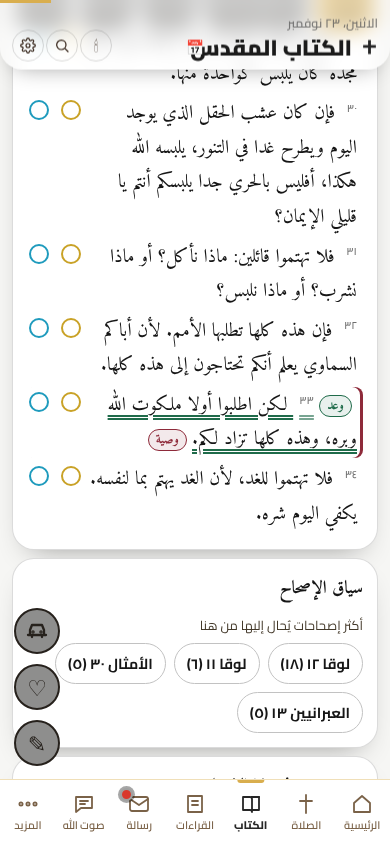 الاثنين، ٢٣ نوفمبر
الكتاب المقدس
مجده كان يلبس كواحدة منها.
٣٠ فإن كان عشب الحقل الذي يوجد
اليوم ويطرح غدا في التنور، يلبسه الله
هكذا، أفليس بالحري جدا يلبسكم أنتم يا
قليلي الإيمان؟
٣١ فلا تهتموا قائلين: ماذا نأكل؟ أو ماذا
نشرب؟ أو ماذا نلبس؟
٣٢ فإن هذه كلها تطلبها الأمم. لأن أباكم
السماوي يعلم أنكم تحتاجون إلى هذه كلها.
وعد ٣٣ لكن اطلبوا أولا ملكوت الله
وبره، وهذه كلها تزاد لكم. وصية
٣٤ فلا تهتموا للغد، لأن الغد يهتم بما لنفسه.
يكفي اليوم شره.
سياق الإصحاح
أكثر إصحاحات يُحال إليها من هنا
لوقا ١٢ (١٨) لوقا ١١ (٦) الأمثال ٣٠ (٥)
العبرانيين ١٣ (٥)
الرئيسية الصلاة الكتاب القراءات رسالة صوت الله المزيد